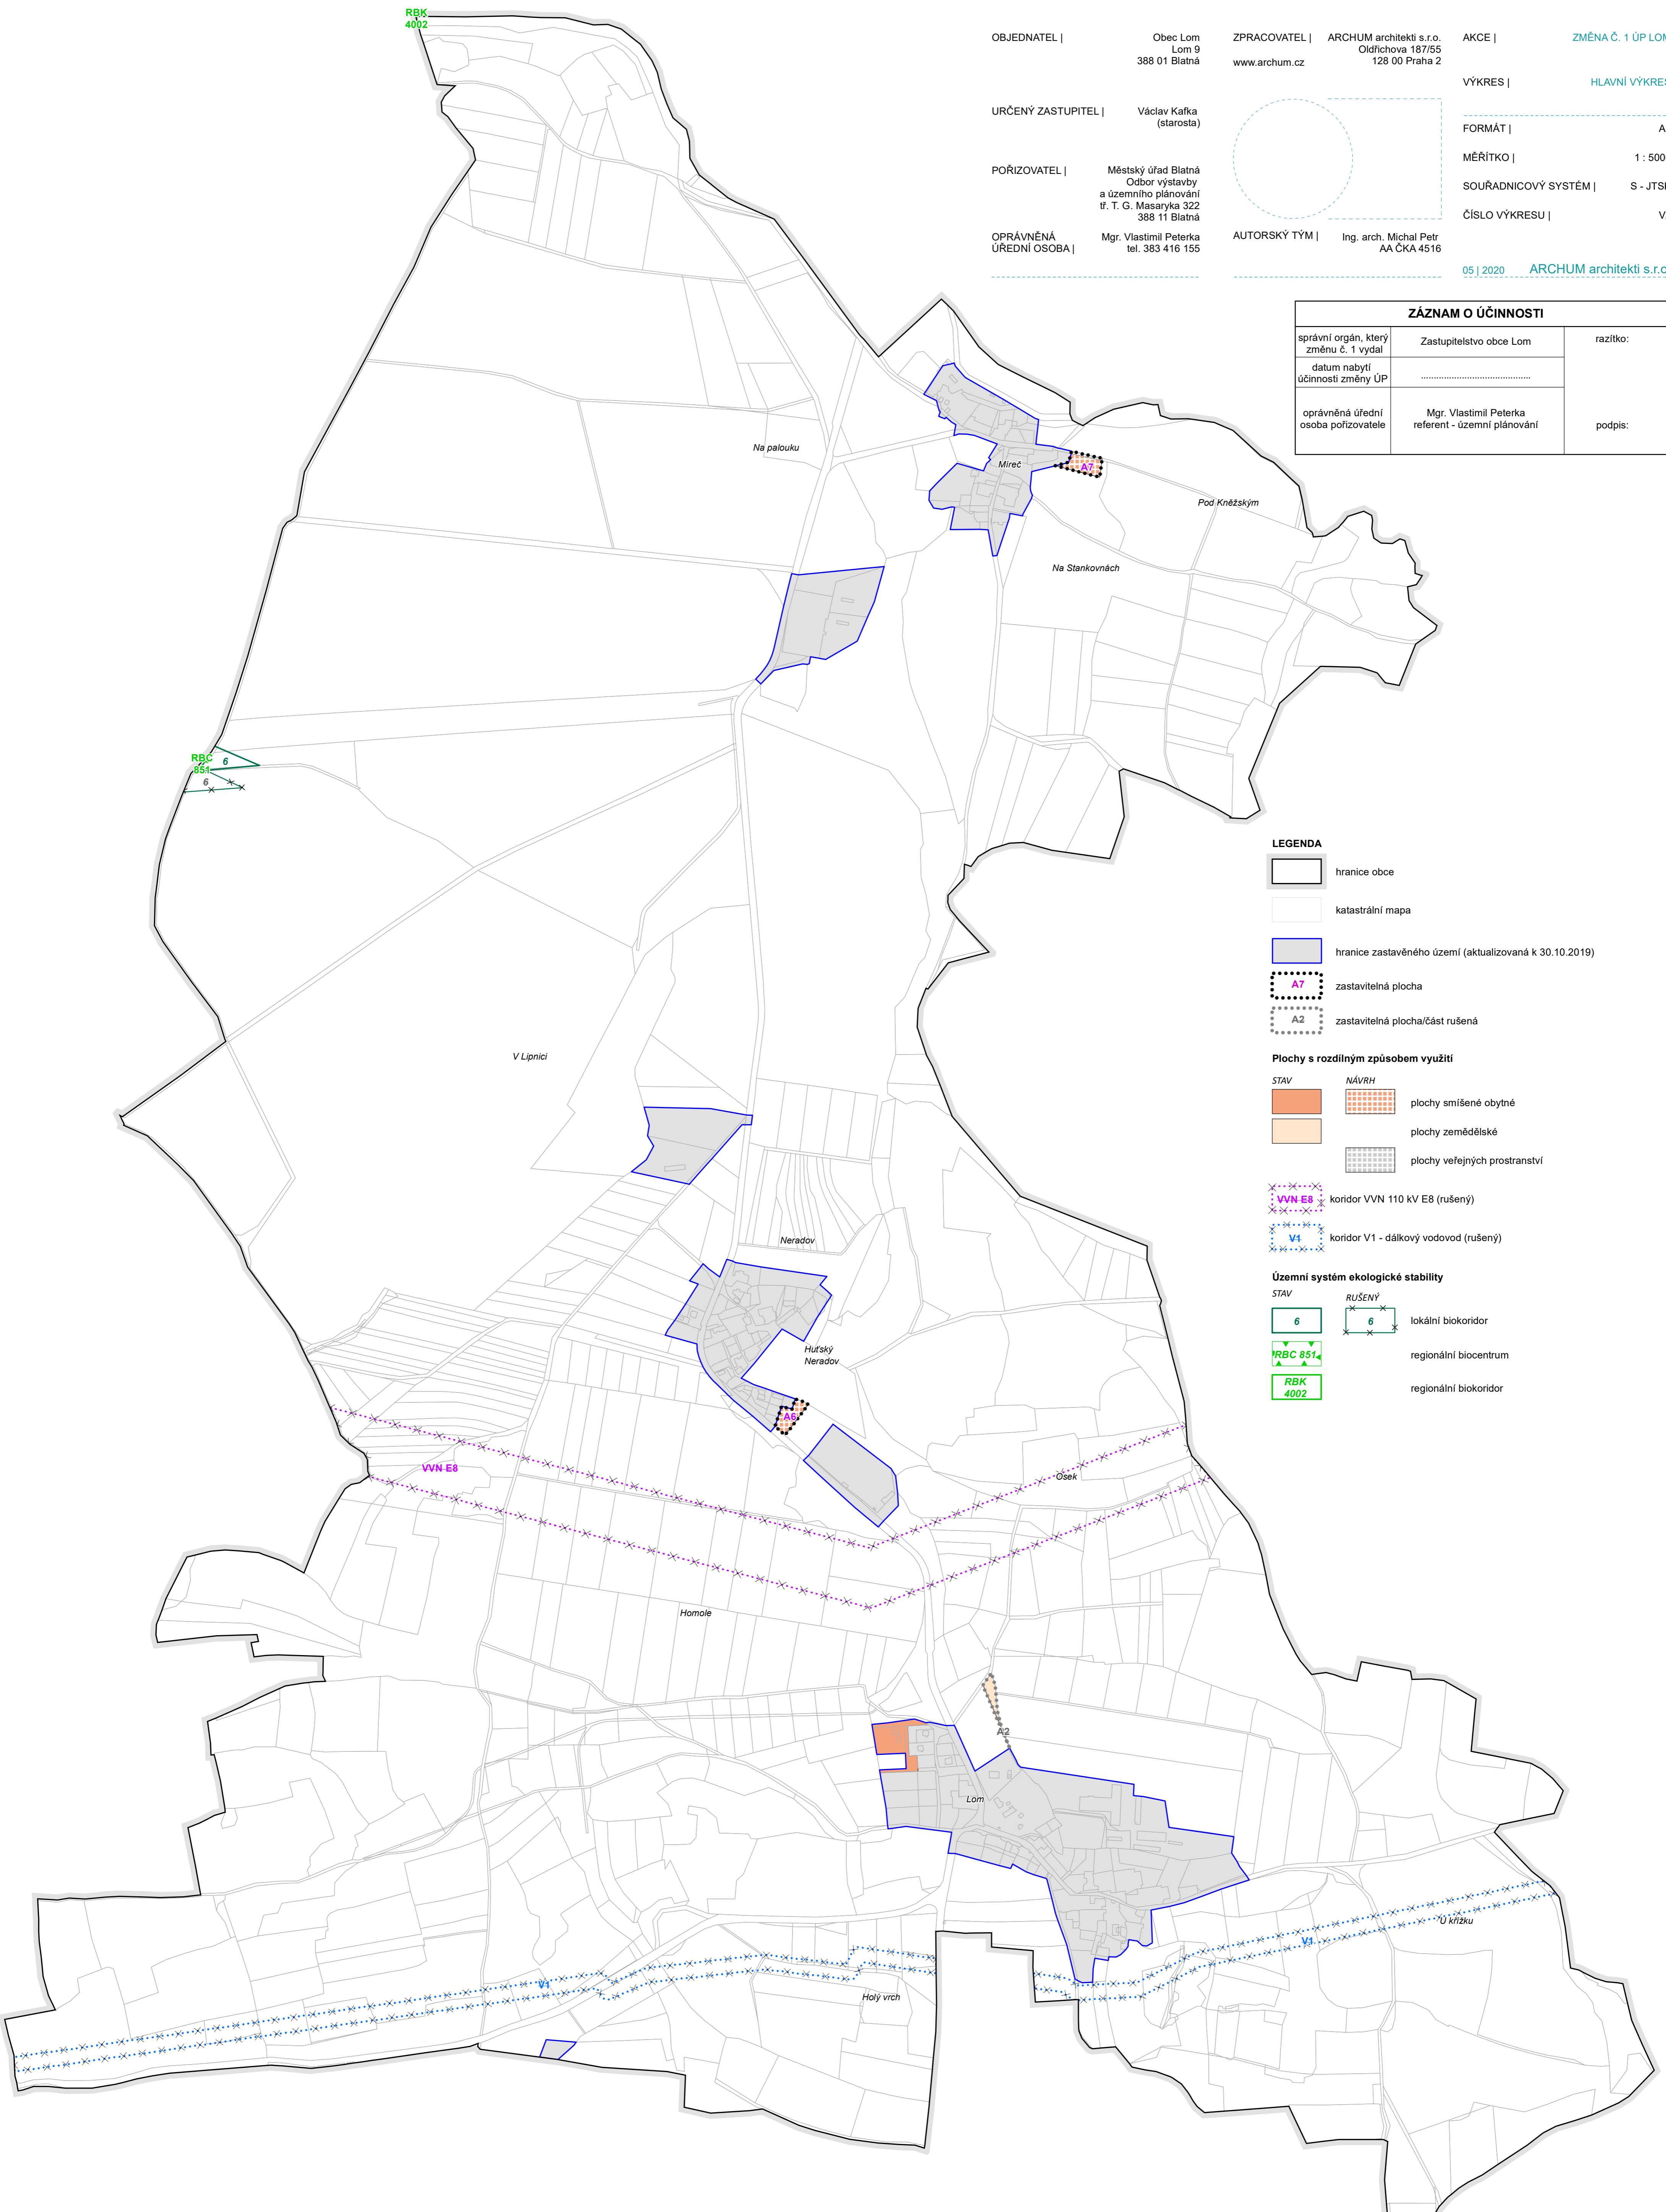 RBK
4002
OBJEDNATEL |
Obec Lom
Lom 9
388 01 Blatná
URČENÝ ZASTUPITEL |
Václav Kafka
(starosta)
POŘIZOVATEL |
Městský úřad Blatná
Odbor výstavby
a územního plánování
tř. T. G. Masaryka 322
388 11 Blatná
OPRÁVNĚNÁ
ÚŘEDNÍ OSOBA |
Mgr. Vlastimil Peterka
tel. 383 416 155
ZPRACOVATEL |
www.archum.cz
ARCHUM architekti s.r.o.
Oldřichova 187/55
128 00 Praha 2
AUTORSKÝ TÝM |
Ing. arch. Michal Petr
AA ČKA 4516
AKCE |
ZMĚNA Č. 1 ÚP
VÝKRES |
HLAVNÍ
FORMÁT |
MĚŘÍTKO |
1 :
SOUŘADNICOVÝ SYSTÉM |
S -
ČÍSLO VÝKRESU |
05 | 2020
ARCHUM architekti
ZÁZNAM O ÚČINNOSTI
správní orgán, který
změnu č. 1 vydal
Zastupitelstvo obce Lom
razítko:
datum nabytí
účinnosti změny ÚP
..........................................
oprávněná úřední
osoba pořizovatele
Mgr. Vlastimil Peterka
referent - územní plánování
podpis:
Na palouku
Mireč
A7
Pod Kněžským
Na Stankovnách
RBC
851
6
6
V Lipnici
Neradov
Huťský
Neradov
A6
VVN E8
Osek
Homole
A2
Lom
U křížku
V1
V1
Holý vrch
LEGENDA
hranice obce
katastrální mapa
hranice zastavěného území (aktualizovaná k 30.10.2019)
A7
zastavitelná plocha
A2
zastavitelná plocha/část rušená
Plochy s rozdílným způsobem využití
STAV
NÁVRH
plochy smíšené obytné
plochy zemědělské
plochy veřejných prostranství
VVN E8
koridor VVN 110 kV E8 (rušený)
V1
koridor V1 - dálkový vodovod (rušený)
Územní systém ekologické stability
STAV
RUŠENÝ
6
6
lokální biokoridor
RBC 851
regionální biocentrum
RBK
4002
regionální biokoridor